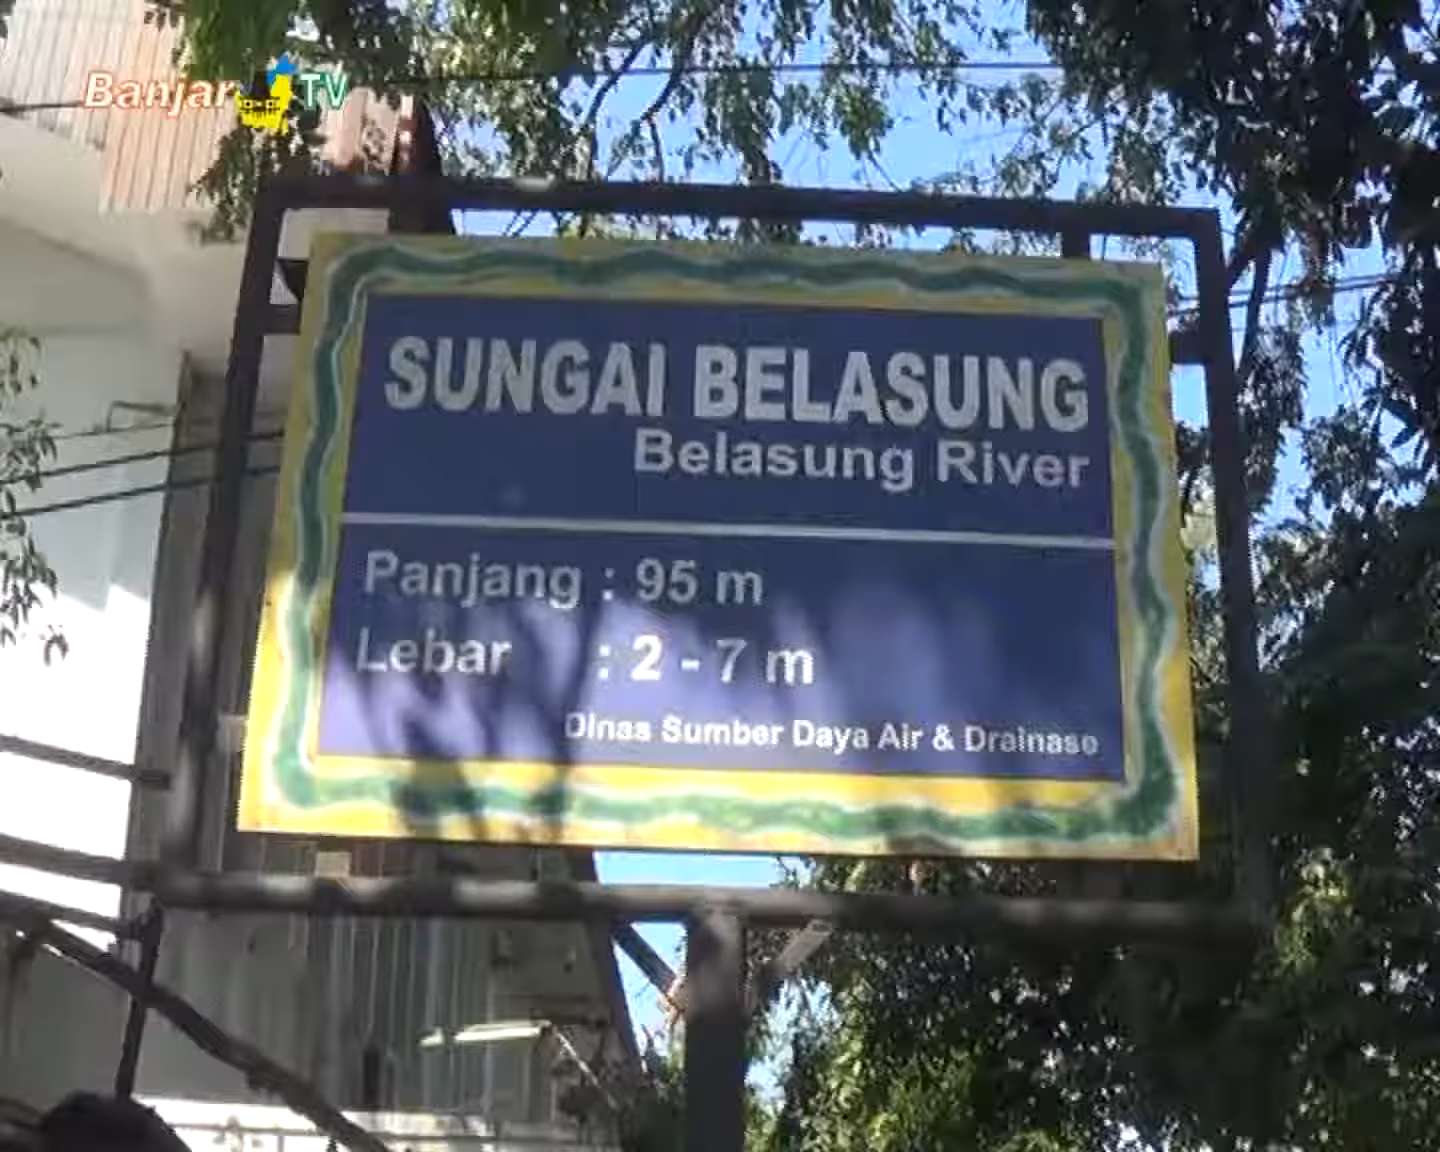 Banjar TV
SUNGAI BELASUNG
Belasung River
Panjang : 95 m
Lebar : 2 - 7 m
Dinas Sumber Daya Air & Drainase